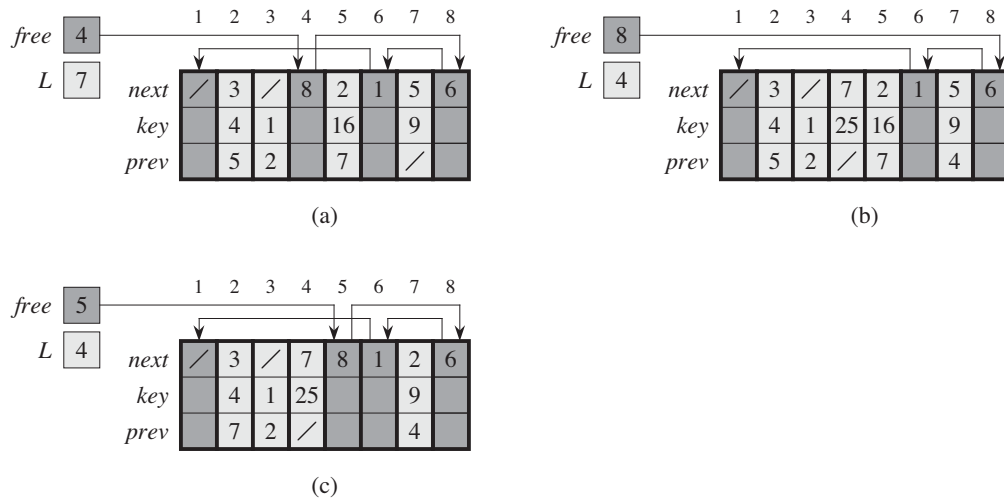 1 2 3 4 5 6 7 8
free 4
L 7
next / 3 / 8 2 1 5 6
key 4 1 16 9
prev 5 2 7 /
(a)
1 2 3 4 5 6 7 8
free 8
L 4
next / 3 / 7 2 1 5 6
key 4 1 25 16 9
prev 5 2 / 7 4
(b)
1 2 3 4 5 6 7 8
free 5
L 4
next / 3 / 7 8 1 2 6
key 4 1 25 9
prev 7 2 / 4
(c)